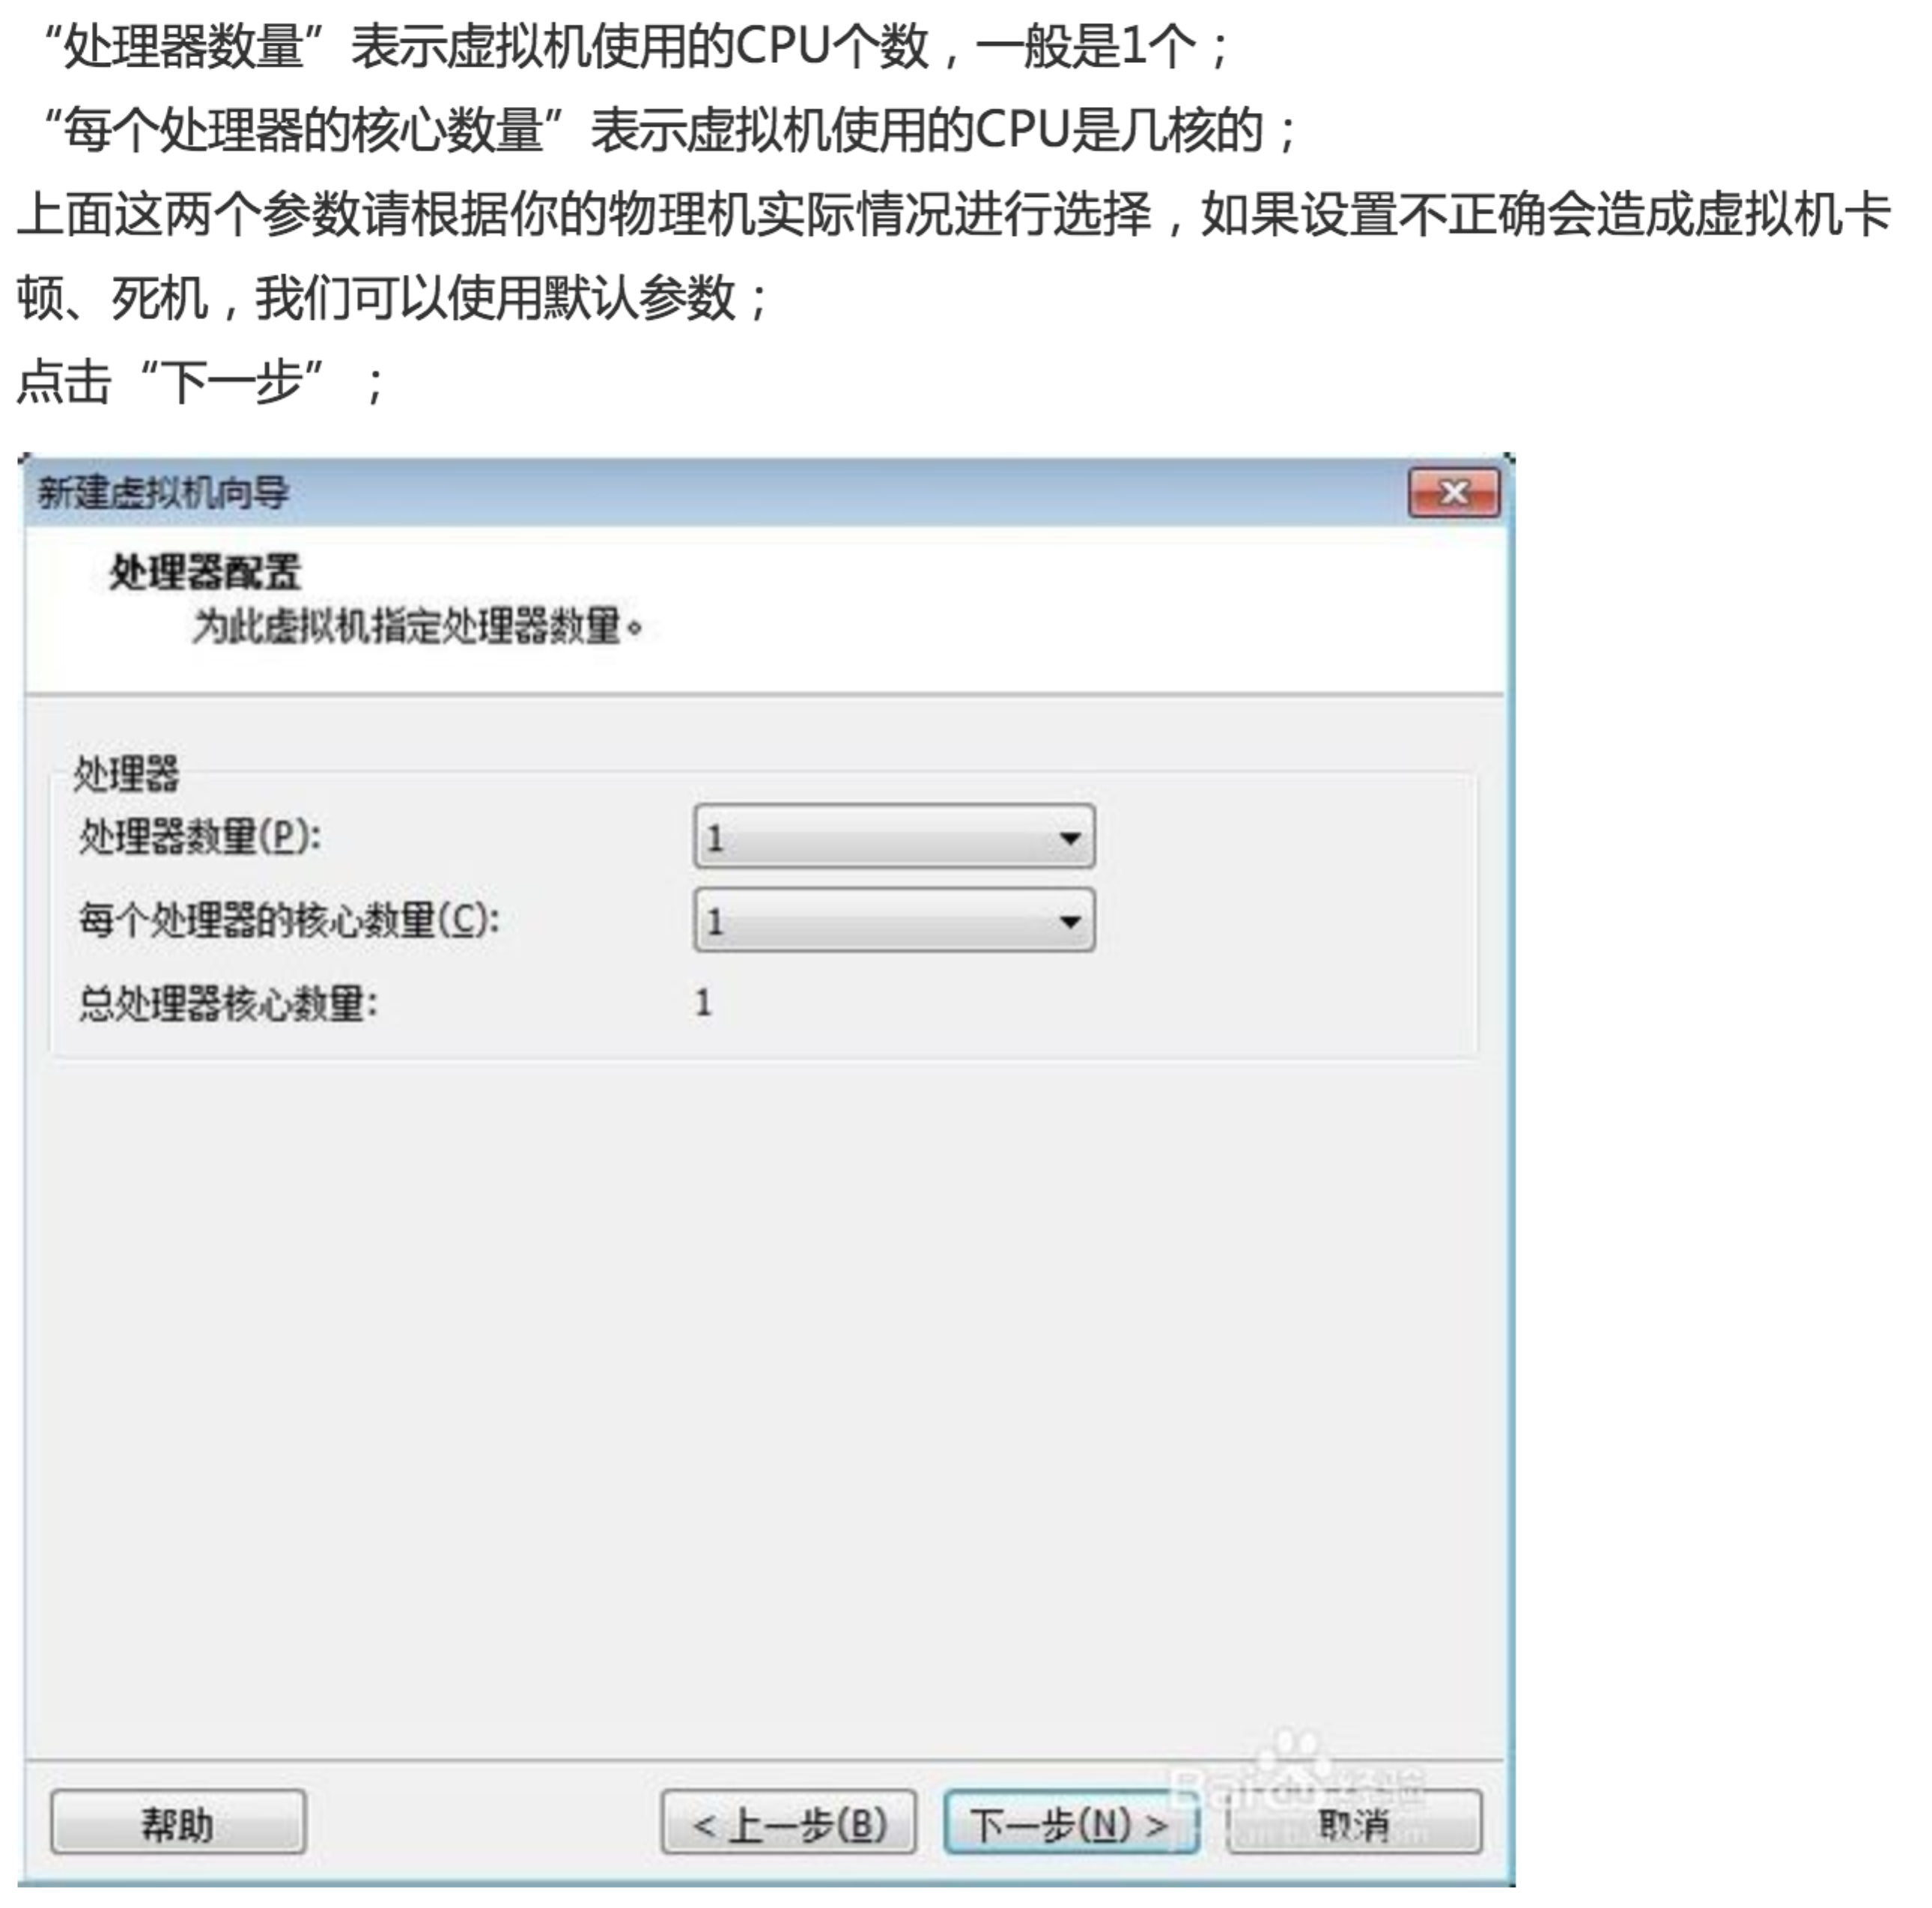 “处理器数量”表示虚拟机使用的CPU个数，一般是1个；
“每个处理器的核心数量”表示虚拟机使用的CPU是几核的；
上面这两个参数请根据你的物理机实际情况进行选择，如果设置不正确会造成虚拟机卡
顿、死机，我们可以使用默认参数；
点击“下一步”；
新建虚拟机向导
处理器配置
为此虚拟机指定处理器数量。
处理器
处理器数量(P): 1
每个处理器的核心数量(C): 1
总处理器核心数量: 1
Baidu 经验
帮助 < 上一步(B) 下一步(N) > 取消